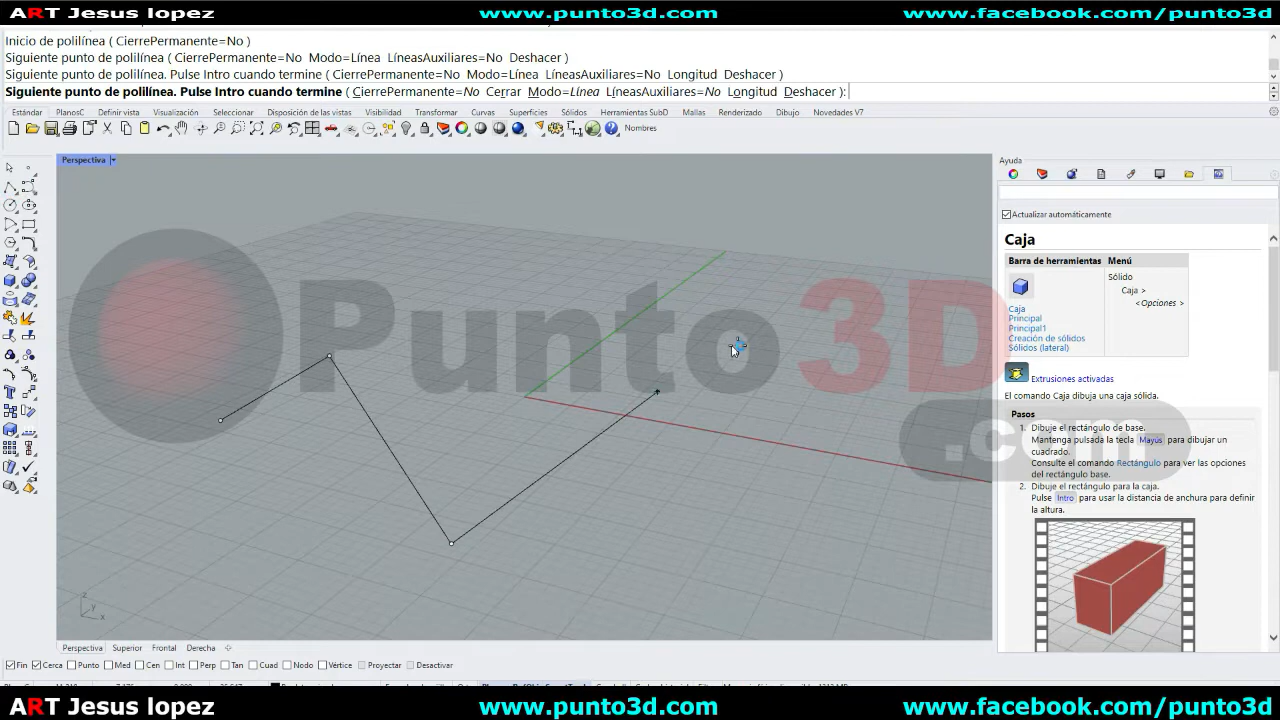 ART Jesus lopez www.punto3d.com www.facebook.com/punto3d
Inicio de polilínea ( CierrePermanente=No )
Siguiente punto de polilínea ( CierrePermanente=No Modo=Línea LíneasAuxiliares=No Deshacer )
Siguiente punto de polilínea. Pulse Intro cuando termine ( CierrePermanente=No Modo=Línea LíneasAuxiliares=No Longitud Deshacer )
Siguiente punto de polilínea. Pulse Intro cuando termine ( CierrePermanente=No Cerrar Modo=Línea LíneasAuxiliares=No Longitud Deshacer ):
Estándar PlanosC Definir vista Visualización Seleccionar Disposición de las vistas Visibilidad Transformar Curvas Superficies Sólidos Herramientas SubD Mallas Renderizado Dibujo Novedades V7
Nombres
Perspectiva
Ayuda
Actualizar automáticamente
Caja
Barra de herramientas Menú
Sólido
Caja >
< Opciones >
Caja
Principal
Principal1
Creación de sólidos
Sólidos (lateral)
Extrusiones activadas
El comando Caja dibuja una caja sólida.
Pasos
1. Dibuje el rectángulo de base.
Mantenga pulsada la tecla Mayús para dibujar un
cuadrado.
Consulte el comando Rectángulo para ver las opciones
del rectángulo base.
2. Dibuje el rectángulo para la caja.
Pulse Intro para usar la distancia de anchura para definir
la altura.
Punto3D
.com
z
y
x
Perspectiva Superior Frontal Derecha
Fin Cerca Punto Med Cen Int Perp Tan Cuad Nodo Vértice Proyectar Desactivar
ART Jesus lopez www.punto3d.com www.facebook.com/punto3d